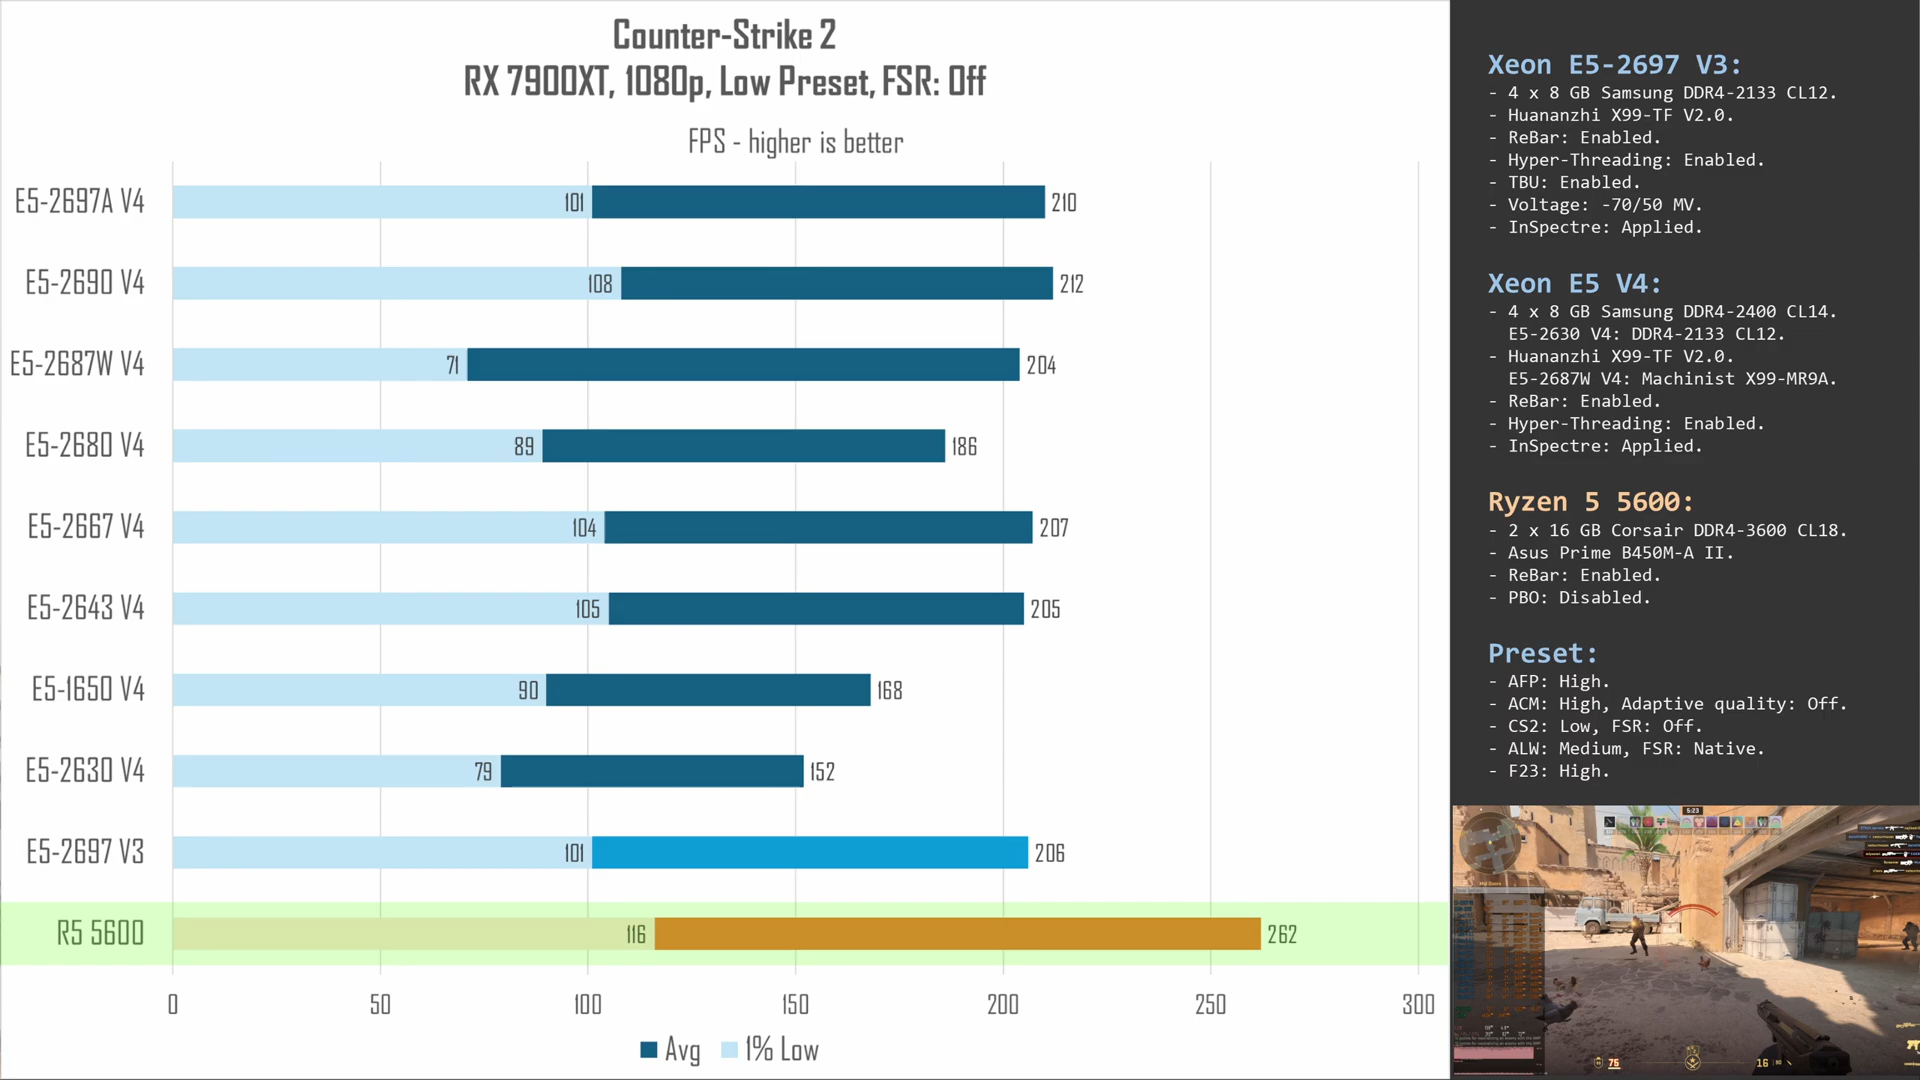 Counter-Strike 2
RX 7900XT, 1080p, Low Preset, FSR: Off
FPS - higher is better
E5-2697A V4
101
210
E5-2690 V4
108
212
E5-2687W V4
71
204
E5-2680 V4
89
186
E5-2667 V4
104
207
E5-2643 V4
105
205
E5-1650 V4
90
168
E5-2630 V4
79
152
E5-2697 V3
101
206
R5 5600
116
262
0
50
100
150
200
250
300
Avg
1% Low
Xeon E5-2697 V3:
- 4 x 8 GB Samsung DDR4-2133 CL12.
- Huananzhi X99-TF V2.0.
- ReBar: Enabled.
- Hyper-Threading: Enabled.
- TBU: Enabled.
- Voltage: -70/50 MV.
- InSpectre: Applied.
Xeon E5 V4:
- 4 x 8 GB Samsung DDR4-2400 CL14.
E5-2630 V4: DDR4-2133 CL12.
- Huananzhi X99-TF V2.0.
E5-2687W V4: Machinist X99-MR9A.
- ReBar: Enabled.
- Hyper-Threading: Enabled.
- InSpectre: Applied.
Ryzen 5 5600:
- 2 x 16 GB Corsair DDR4-3600 CL18.
- Asus Prime B450M-A II.
- ReBar: Enabled.
- PBO: Disabled.
Preset:
- AFP: High.
- ACM: High, Adaptive quality: Off.
- CS2: Low, FSR: Off.
- ALW: Medium, FSR: Native.
- F23: High.
5:23
75
16